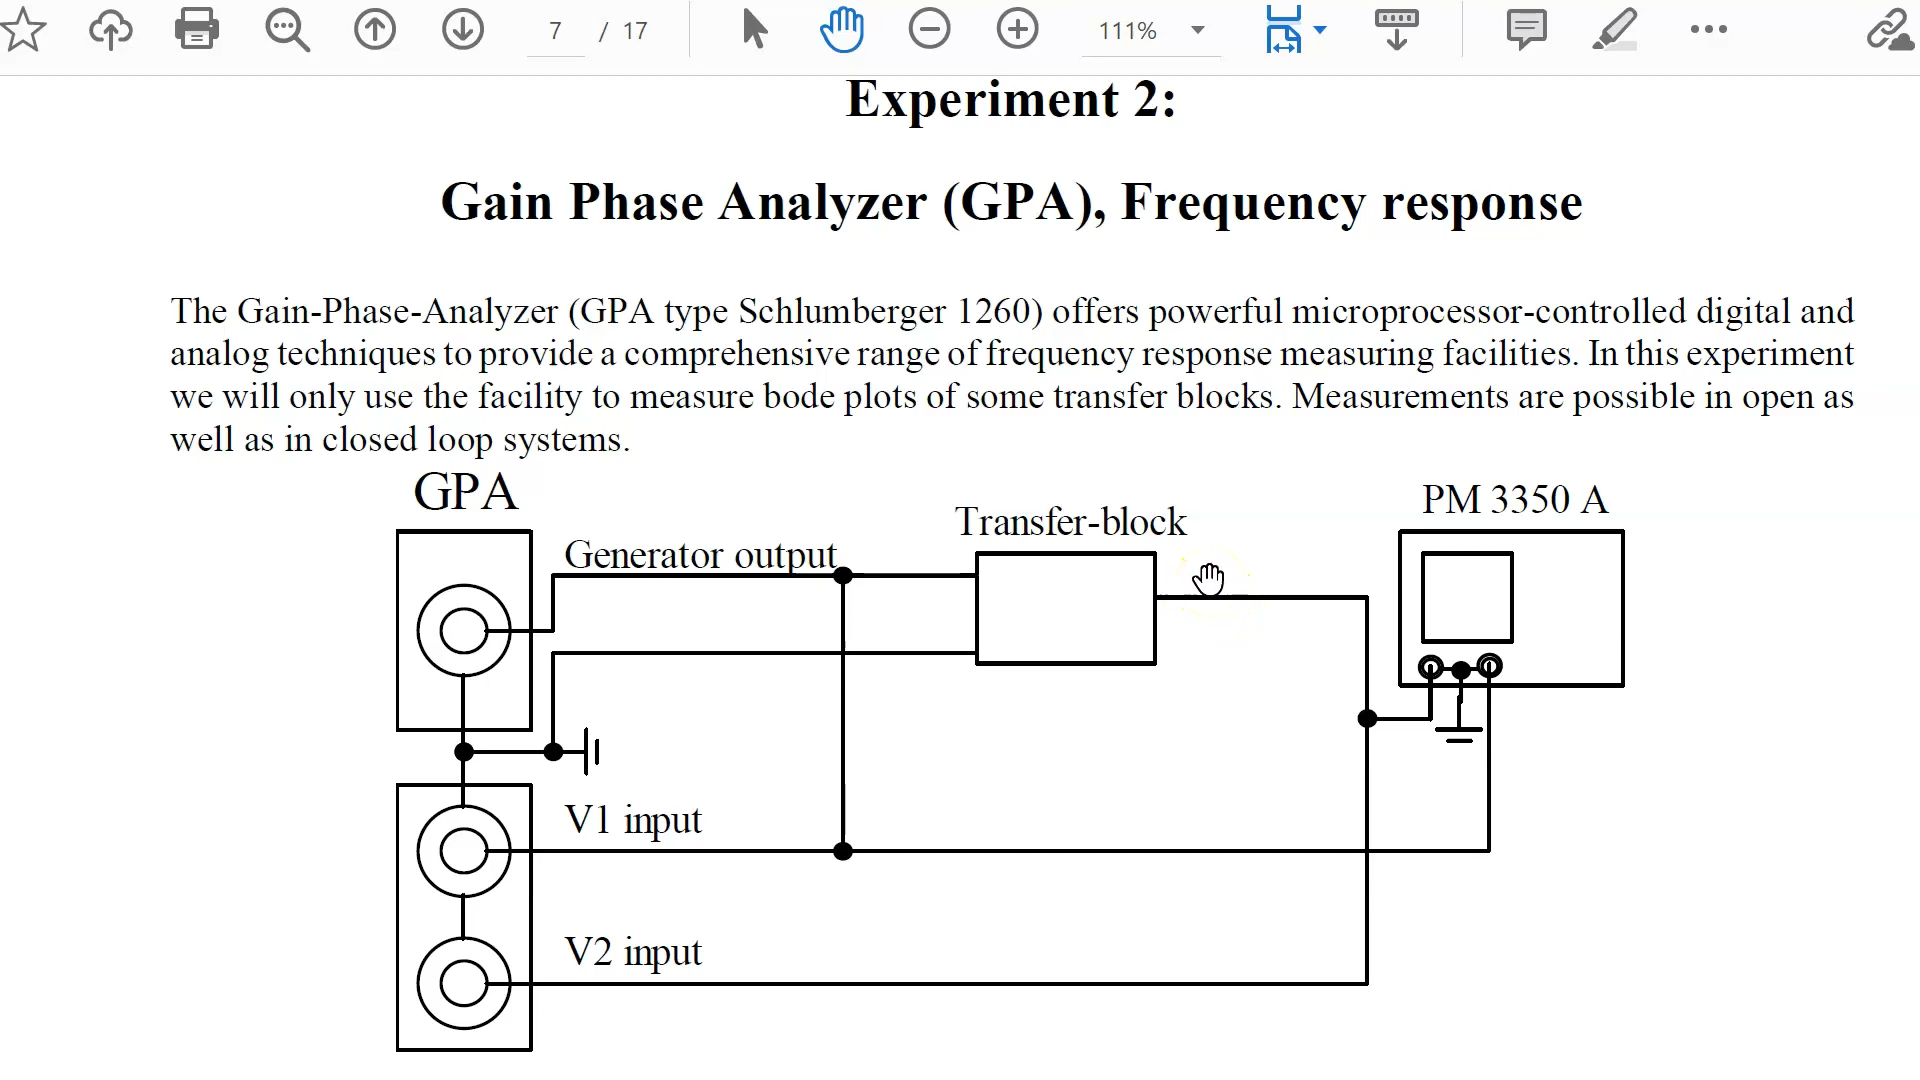 7 / 17
111%
Experiment 2:
Gain Phase Analyzer (GPA), Frequency response
The Gain-Phase-Analyzer (GPA type Schlumberger 1260) offers powerful microprocessor-controlled digital and
analog techniques to provide a comprehensive range of frequency response measuring facilities. In this experiment
we will only use the facility to measure bode plots of some transfer blocks. Measurements are possible in open as
well as in closed loop systems.
GPA
Transfer-block
PM 3350 A
Generator output
V1 input
V2 input